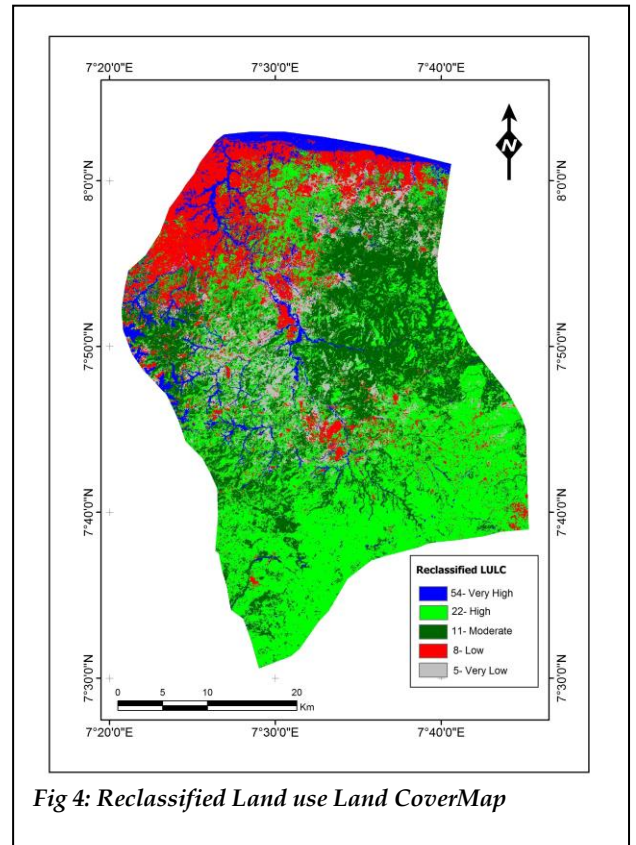 7°20'0"E 7°30'0"E 7°40'0"E
N
8°0'0"N 8°0'0"N
7°50'0"N 7°50'0"N
7°40'0"N 7°40'0"N
7°30'0"N 7°30'0"N
Reclassified LULC
54- Very High
22- High
11- Moderate
8- Low
5- Very Low
0 5 10 20
Km
7°20'0"E 7°30'0"E 7°40'0"E
Fig 4: Reclassified Land use Land CoverMap